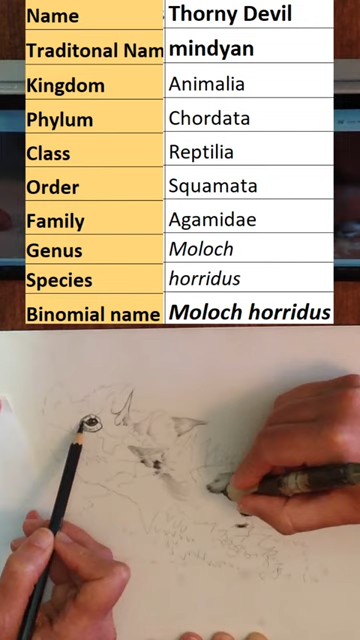 Name Thorny Devil
Traditonal Nam mindyan
Kingdom Animalia
Phylum Chordata
Class Reptilia
Order Squamata
Family Agamidae
Genus Moloch
Species horridus
Binomial name Moloch horridus